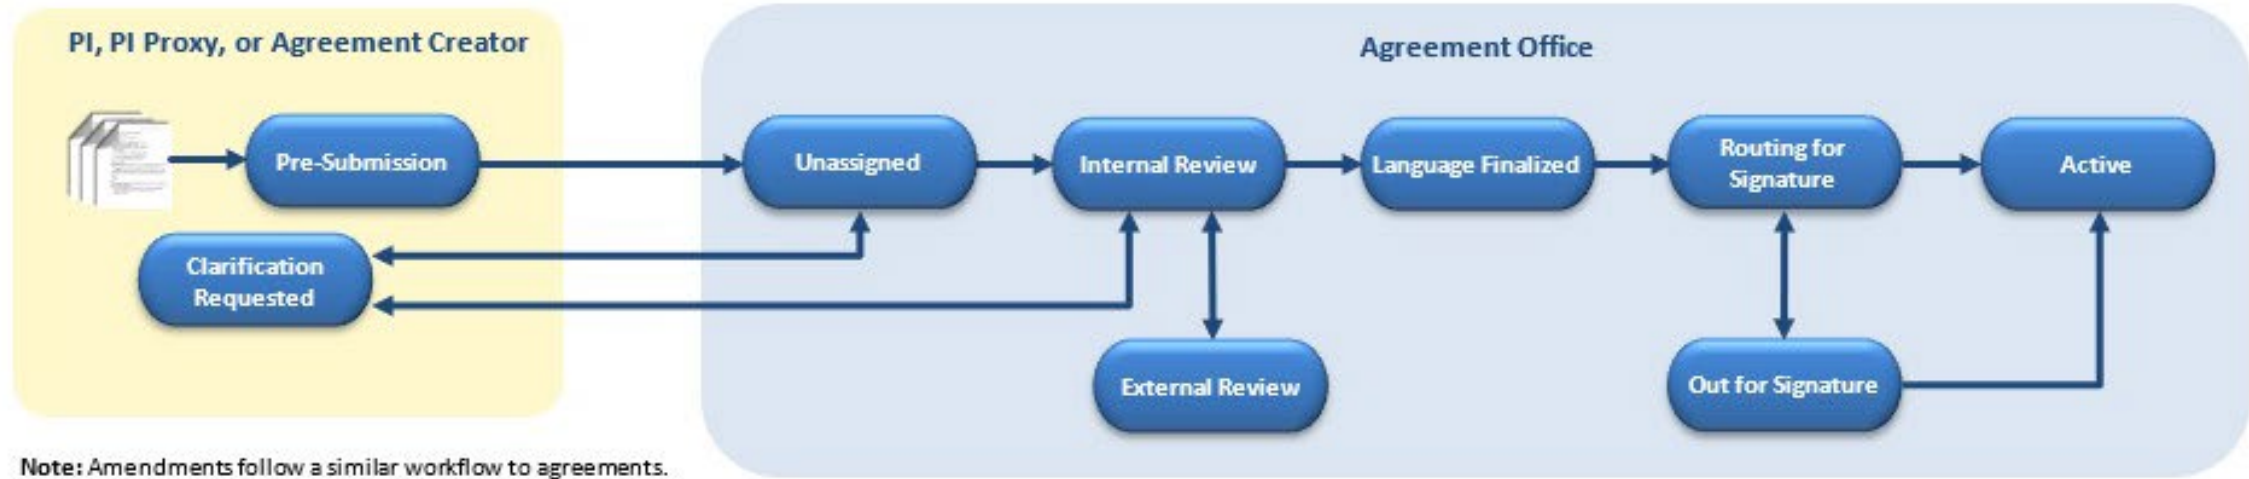 PI, PI Proxy, or Agreement Creator
Agreement Office
Pre-Submission
Unassigned
Internal Review
Language Finalized
Routing for
Signature
Active
Clarification
Requested
External Review
Out for Signature
Note: Amendments follow a similar workflow to agreements.